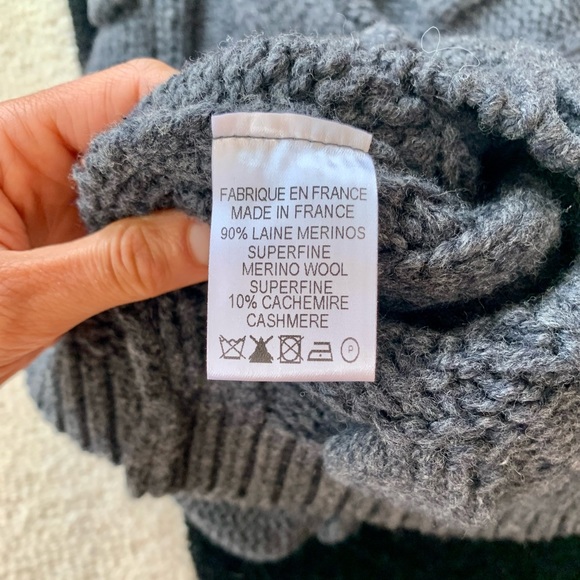 FABRIQUE EN FRANCE
MADE IN FRANCE
90% LAINE MERINOS
SUPERFINE
MERINO WOOL
SUPERFINE
10% CACHEMIRE
CASHMERE
P